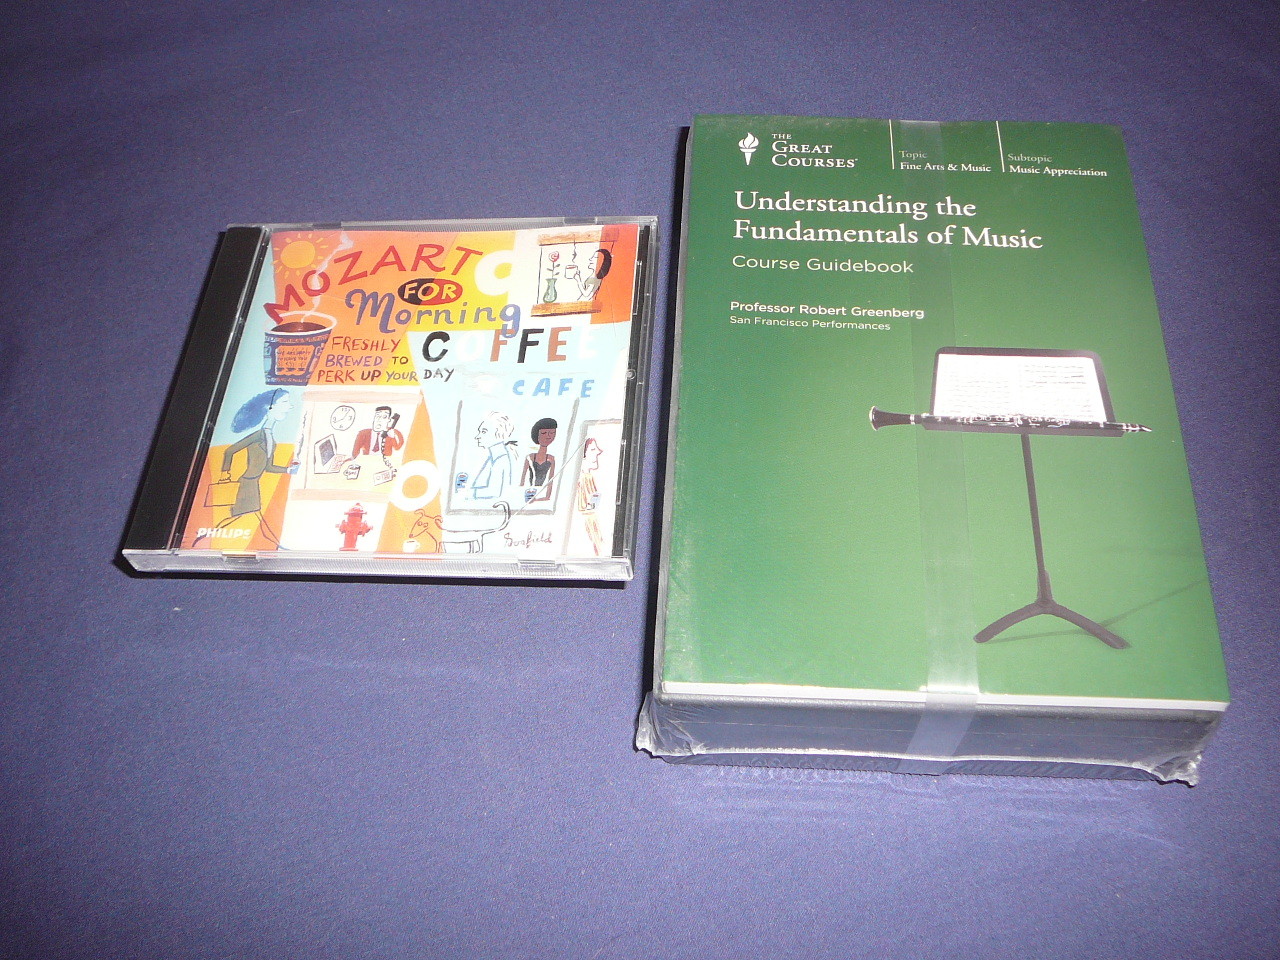 MOZART
FOR
Morning
COFFEE
FRESHLY
BREWED TO
PERK UP YOUR DAY
CAFE
PHILIPS
Swafield
THE
GREAT
COURSES
Topic
Fine Arts & Music
Subtopic
Music Appreciation
Understanding the
Fundamentals of Music
Course Guidebook
Professor Robert Greenberg
San Francisco Performances